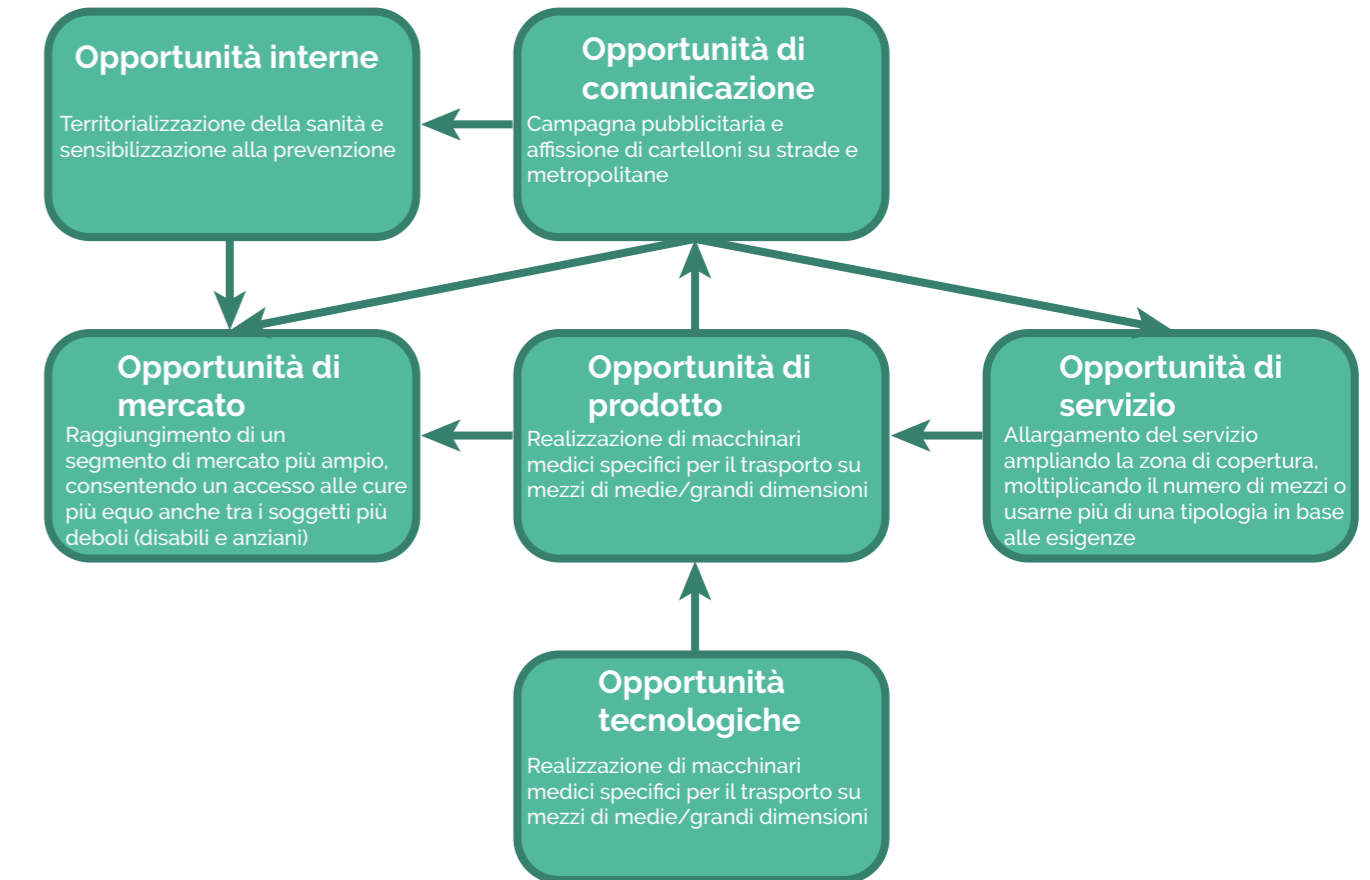 Opportunità interne
Territorializzazione della sanità e
sensibilizzazione alla prevenzione
Opportunità di
comunicazione
Campagna pubblicitaria e
affissione di cartelloni su strade e
metropolitane
Opportunità di
mercato
Raggiungimento di un
segmento di mercato più ampio,
consentendo un accesso alle cure
più equo anche tra i soggetti più
deboli (disabili e anziani)
Opportunità di
prodotto
Realizzazione di macchinari
medici specifici per il trasporto su
mezzi di medie/grandi dimensioni
Opportunità di
servizio
Allargamento del servizio
ampliando la zona di copertura,
moltiplicando il numero di mezzi o
usarne più di una tipologia in base
alle esigenze
Opportunità
tecnologiche
Realizzazione di macchinari
medici specifici per il trasporto su
mezzi di medie/grandi dimensioni